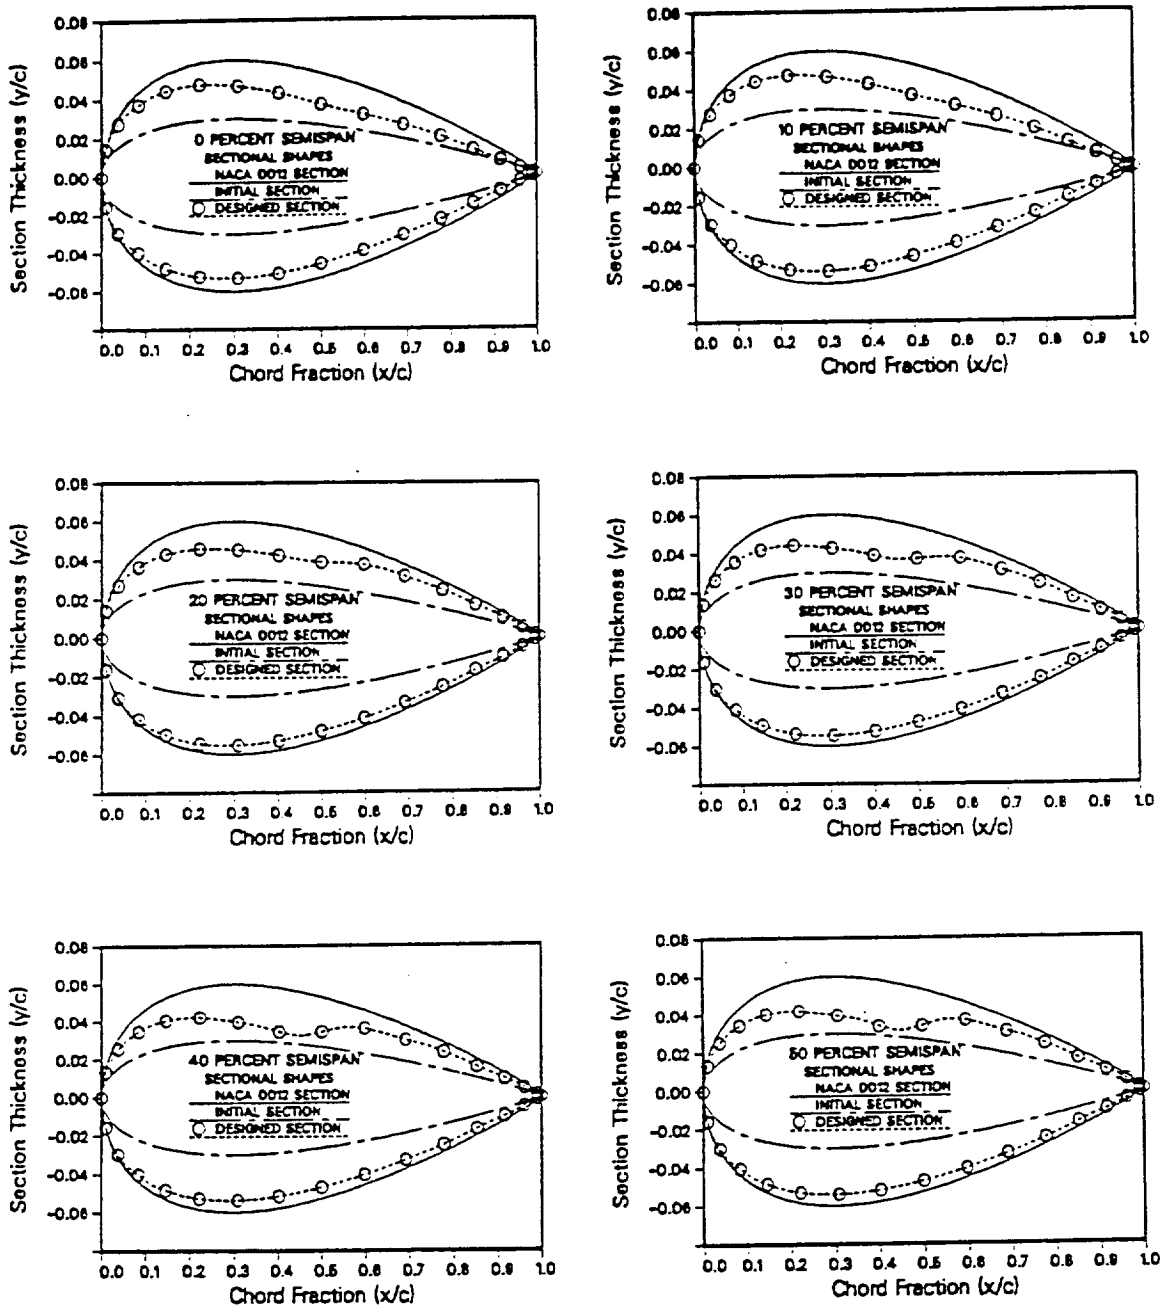 0.08
0.06
0.04
0.02
0.00
-0.02
-0.04
-0.06
Section Thickness (y/c)
0 PERCENT SEMISPAN
SECTIONAL SHAPES
NACA 0012 SECTION
INITIAL SECTION
DESIGNED SECTION
0.0 0.1 0.2 0.3 0.4 0.5 0.6 0.7 0.8 0.9 1.0
Chord Fraction (x/c)
0.08
0.06
0.04
0.02
0.00
-0.02
-0.04
-0.06
Section Thickness (y/c)
10 PERCENT SEMISPAN
SECTIONAL SHAPES
NACA 0012 SECTION
INITIAL SECTION
DESIGNED SECTION
0.0 0.1 0.2 0.3 0.4 0.5 0.6 0.7 0.8 0.9 1.0
Chord Fraction (x/c)
0.08
0.06
0.04
0.02
0.00
-0.02
-0.04
-0.06
Section Thickness (y/c)
20 PERCENT SEMISPAN
SECTIONAL SHAPES
NACA 0012 SECTION
INITIAL SECTION
DESIGNED SECTION
0.0 0.1 0.2 0.3 0.4 0.5 0.6 0.7 0.8 0.9 1.0
Chord Fraction (x/c)
0.08
0.06
0.04
0.02
0.00
-0.02
-0.04
-0.06
Section Thickness (y/c)
30 PERCENT SEMISPAN
SECTIONAL SHAPES
NACA 0012 SECTION
INITIAL SECTION
DESIGNED SECTION
0.0 0.1 0.2 0.3 0.4 0.5 0.6 0.7 0.8 0.9 1.0
Chord Fraction (x/c)
0.08
0.06
0.04
0.02
0.00
-0.02
-0.04
-0.06
Section Thickness (y/c)
40 PERCENT SEMISPAN
SECTIONAL SHAPES
NACA 0012 SECTION
INITIAL SECTION
DESIGNED SECTION
0.0 0.1 0.2 0.3 0.4 0.5 0.6 0.7 0.8 0.9 1.0
Chord Fraction (x/c)
0.08
0.06
0.04
0.02
0.00
-0.02
-0.04
-0.06
Section Thickness (y/c)
50 PERCENT SEMISPAN
SECTIONAL SHAPES
NACA 0012 SECTION
INITIAL SECTION
DESIGNED SECTION
0.0 0.1 0.2 0.3 0.4 0.5 0.6 0.7 0.8 0.9 1.0
Chord Fraction (x/c)